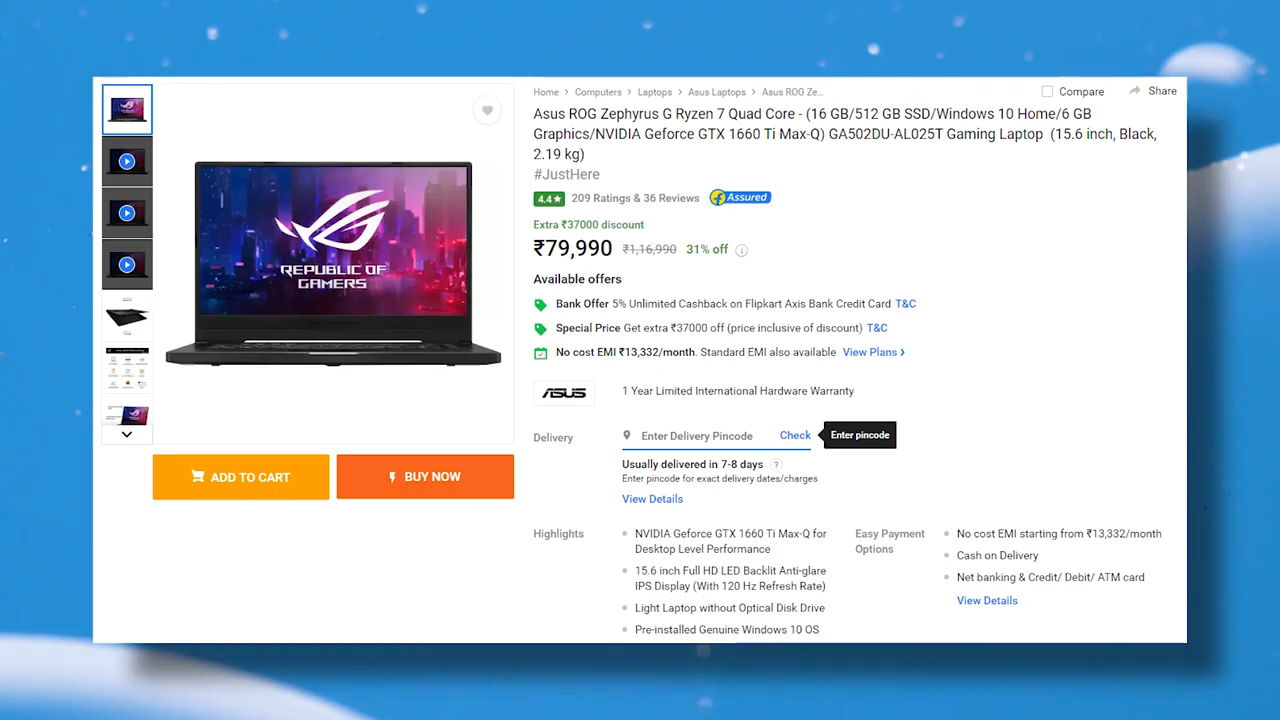 Home > Computers > Laptops > Asus Laptops > Asus ROG Ze...
Compare
Share
Asus ROG Zephyrus G Ryzen 7 Quad Core - (16 GB/512 GB SSD/Windows 10 Home/6 GB
Graphics/NVIDIA Geforce GTX 1660 Ti Max-Q) GA502DU-AL025T Gaming Laptop (15.6 inch, Black,
2.19 kg)
#JustHere
4.4★ 209 Ratings & 36 Reviews Assured
Extra ₹37000 discount
₹79,990 ₹1,16,990 31% off
Available offers
Bank Offer 5% Unlimited Cashback on Flipkart Axis Bank Credit Card T&C
Special Price Get extra ₹37000 off (price inclusive of discount) T&C
No cost EMI ₹13,332/month. Standard EMI also available View Plans >
REPUBLIC OF
GAMERS
ASUS 1 Year Limited International Hardware Warranty
Delivery Enter Delivery Pincode Check Enter pincode
Usually delivered in 7-8 days ?
Enter pincode for exact delivery dates/charges
View Details
ADD TO CART
BUY NOW
Highlights
NVIDIA Geforce GTX 1660 Ti Max-Q for
Desktop Level Performance
15.6 inch Full HD LED Backlit Anti-glare
IPS Display (With 120 Hz Refresh Rate)
Light Laptop without Optical Disk Drive
Pre-installed Genuine Windows 10 OS
Easy Payment
Options
No cost EMI starting from ₹13,332/month
Cash on Delivery
Net banking & Credit/ Debit/ ATM card
View Details